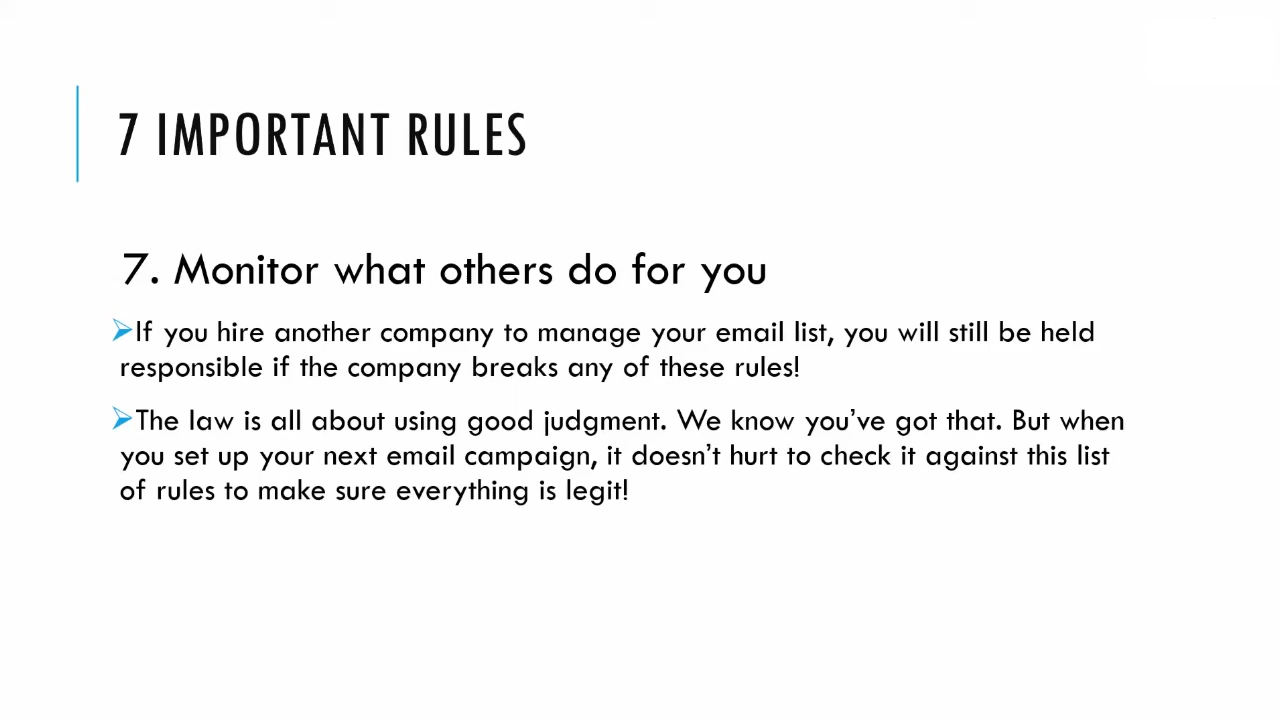 7 IMPORTANT RULES
7. Monitor what others do for you
If you hire another company to manage your email list, you will still be held
responsible if the company breaks any of these rules!
The law is all about using good judgment. We know you’ve got that. But when
you set up your next email campaign, it doesn’t hurt to check it against this list
of rules to make sure everything is legit!